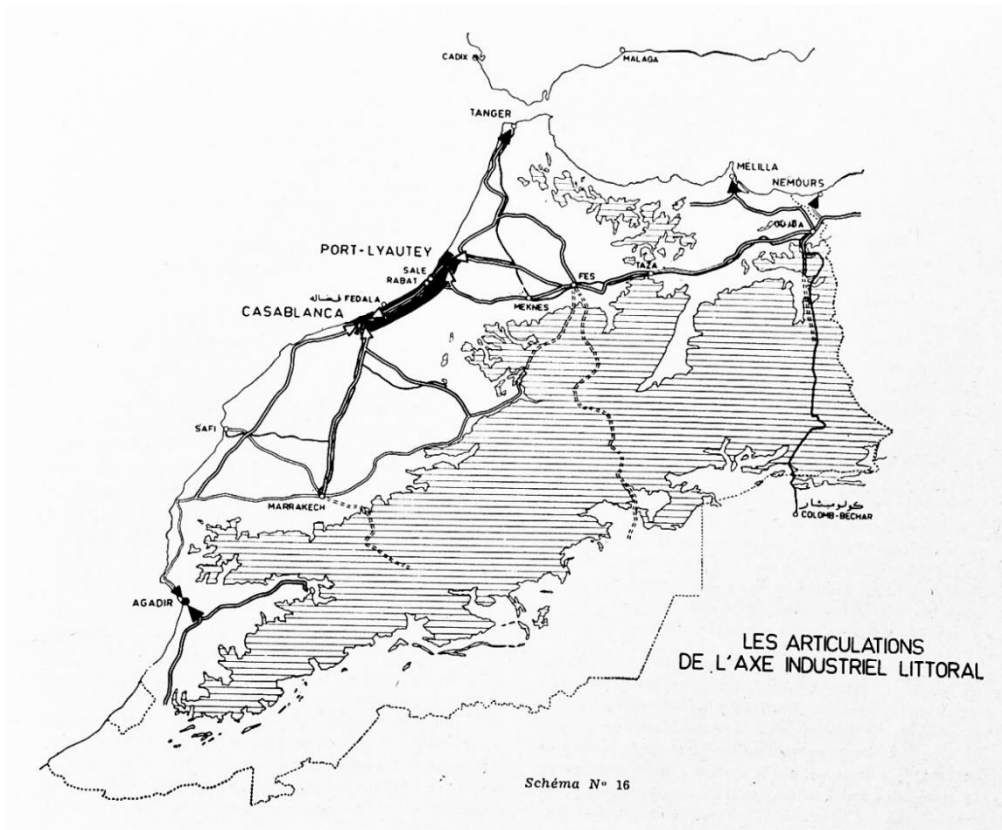 CADIX
MALAGA
TANGER
MELILLA
NEMOURS
OUJDA
PORT-LYAUTEY
SALE
RABAT
TAZA
FES
فضاله FEDALA
MEKNES
CASABLANCA
SAFI
MARRAKECH
كولومبشار
COLOMB-BECHAR
AGADIR
LES ARTICULATIONS
DE L'AXE INDUSTRIEL LITTORAL
Schéma N° 16